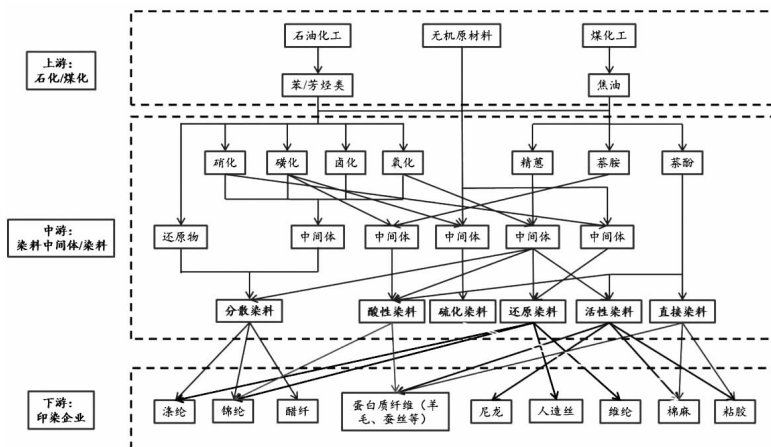 石油化工
无机原材料
煤化工
上游：
石化/煤化
苯/芳烃类
焦油
硝化
磺化
卤化
氧化
精蒽
萘胺
萘酚
中游：
染料中间体/染料
还原物
中间体
中间体
中间体
中间体
中间体
分散染料
酸性染料
硫化染料
还原染料
活性染料
直接染料
下游：
印染企业
涤纶
锦纶
醋纤
蛋白质纤维（羊
毛、蚕丝等）
尼龙
人造丝
维纶
棉麻
粘胶